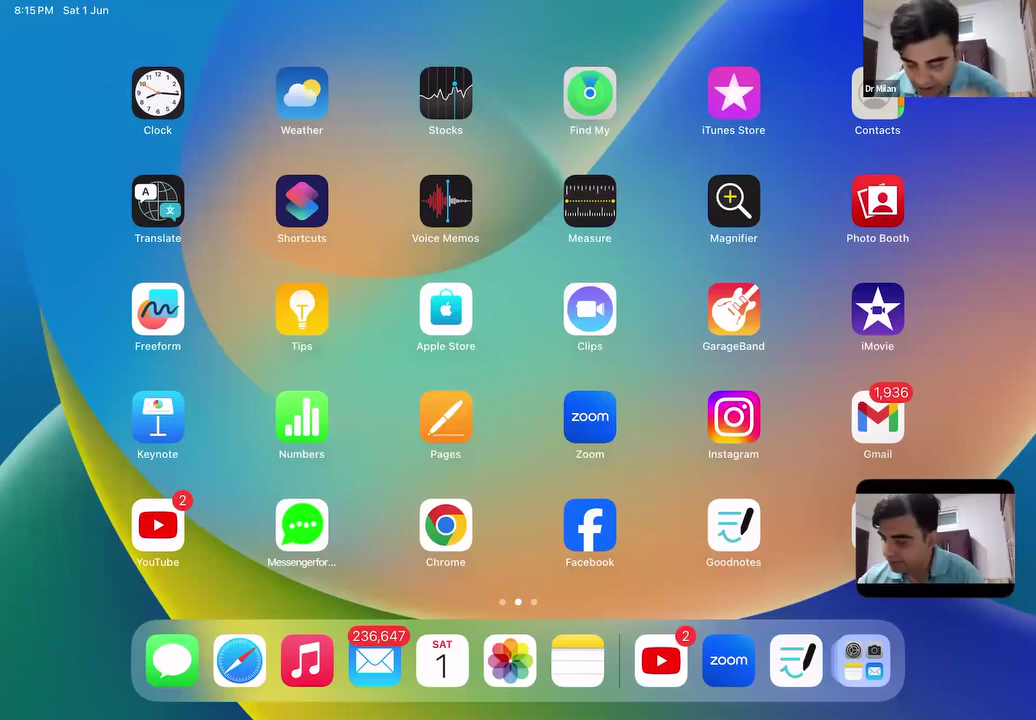 8:15 PM Sat 1 Jun
Dr Milan
Clock Weather Stocks Find My iTunes Store Contacts
A
文
Translate Shortcuts Voice Memos Measure Magnifier Photo Booth
Freeform Tips Apple Store Clips GarageBand iMovie
zoom
1,936
Keynote Numbers Pages Zoom Instagram Gmail
2
YouTube Messengerfor... Chrome Facebook Goodnotes
236,647
SAT
1
2
zoom